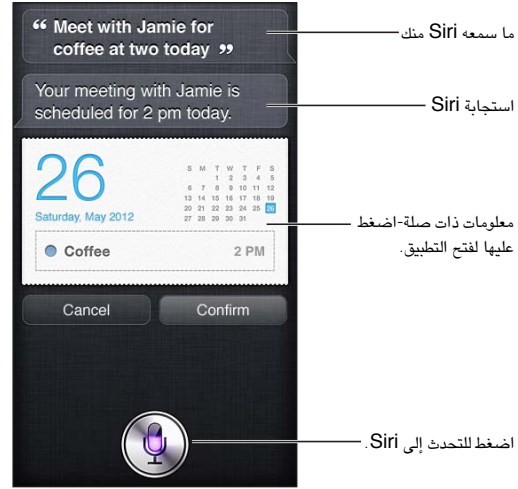 “ Meet with Jamie for
coffee at two today ”
ما سمعه Siri منك
Your meeting with Jamie is
scheduled for 2 pm today.
استجابة Siri
26
Saturday, May 2012
S M T W T F S
1 2 3 4 5
6 7 8 9 10 11 12
13 14 15 16 17 18 19
20 21 22 23 24 25 26
27 28 29 30 31
Coffee 2 PM
معلومات ذات صلة-اضغط
عليها لفتح التطبيق.
Cancel Confirm
اضغط للتحدث إلى Siri.